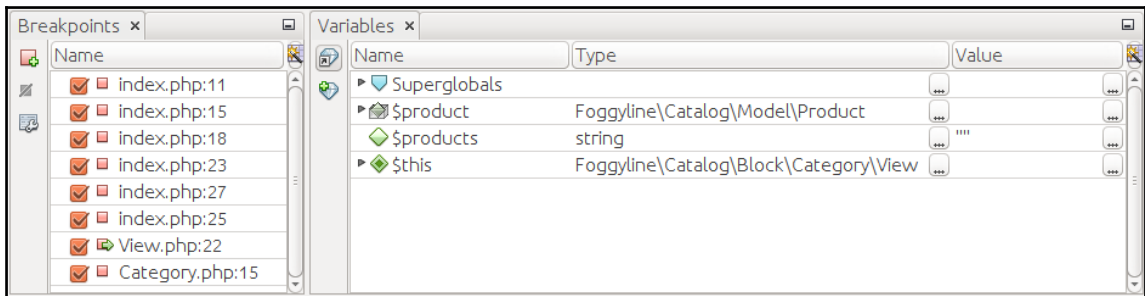 Breakpoints
Name
index.php:11
index.php:15
index.php:18
index.php:23
index.php:27
index.php:25
View.php:22
Category.php:15
Variables
Name Type Value
Superglobals
$product Foggyline\Catalog\Model\Product
$products string ""
$this Foggyline\Catalog\Block\Category\View